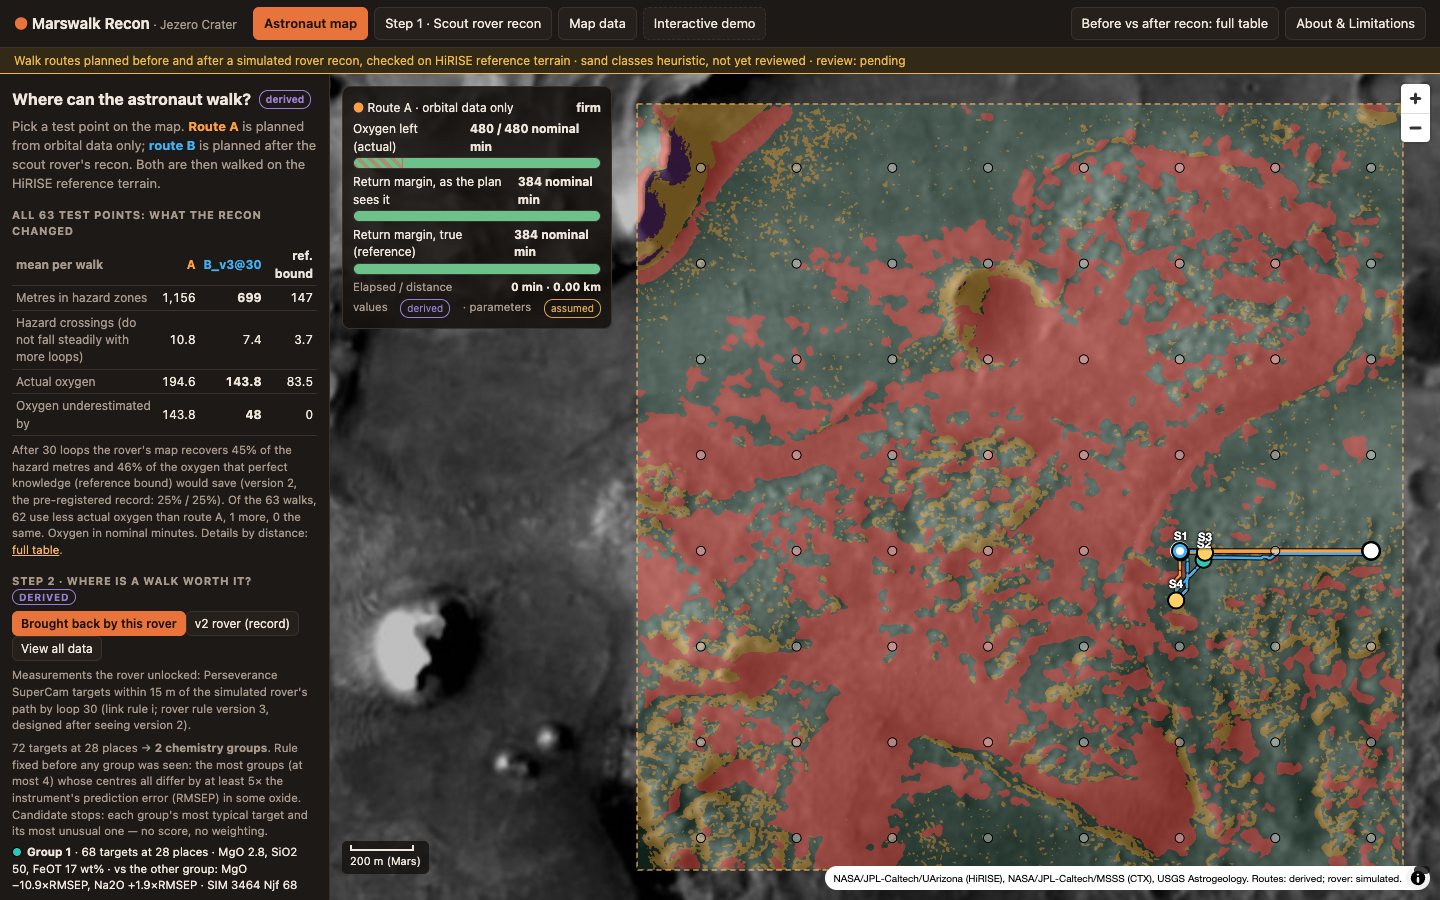 Marswalk Recon · Jezero Crater
Astronaut map
Step 1 · Scout rover recon
Map data
Interactive demo
Before vs after recon: full table
About & Limitations
Walk routes planned before and after a simulated rover recon, checked on HiRISE reference terrain · sand classes heuristic, not yet reviewed · review: pending
Where can the astronaut walk? derived
Pick a test point on the map. Route A is planned
from orbital data only; route B is planned after the
scout rover's recon. Both are then walked on the
HiRISE reference terrain.
ALL 63 TEST POINTS: WHAT THE RECON
CHANGED
mean per walk A B_v3@30 ref. bound
Metres in hazard zones 1,156 699 147
Hazard crossings (do
not fall steadily with 10.8 7.4 3.7
more loops)
Actual oxygen 194.6 143.8 83.5
Oxygen underestimated
by 143.8 48 0
After 30 loops the rover's map recovers 45% of the
hazard metres and 46% of the oxygen that perfect
knowledge (reference bound) would save (version 2,
the pre-registered record: 25% / 25%). Of the 63 walks,
62 use less actual oxygen than route A, 1 more, 0 the
same. Oxygen in nominal minutes. Details by distance:
full table.
STEP 2 · WHERE IS A WALK WORTH IT?
DERIVED
Brought back by this rover
v2 rover (record)
View all data
Measurements the rover unlocked: Perseverance
SuperCam targets within 15 m of the simulated rover's
path by loop 30 (link rule i; rover rule version 3,
designed after seeing version 2).
72 targets at 28 places → 2 chemistry groups. Rule
fixed before any group was seen: the most groups (at
most 4) whose centres all differ by at least 5× the
instrument's prediction error (RMSEP) in some oxide.
Candidate stops: each group's most typical target and
its most unusual one — no score, no weighting.
Group 1 · 68 targets at 28 places · MgO 2.8, SiO2
50, FeOT 17 wt% · vs the other group: MgO
−10.9×RMSEP, Na2O +1.9×RMSEP · SIM 3464 Njf 68
Route A · orbital data only firm
Oxygen left 480 / 480 nominal
(actual) min
Return margin, as the plan 384 nominal
sees it min
Return margin, true 384 nominal
(reference) min
Elapsed / distance 0 min · 0.00 km
values derived · parameters assumed
+
−
S1
S3
S2
S4
200 m (Mars)
NASA/JPL-Caltech/UArizona (HiRISE), NASA/JPL-Caltech/MSSS (CTX), USGS Astrogeology. Routes: derived; rover: simulated.